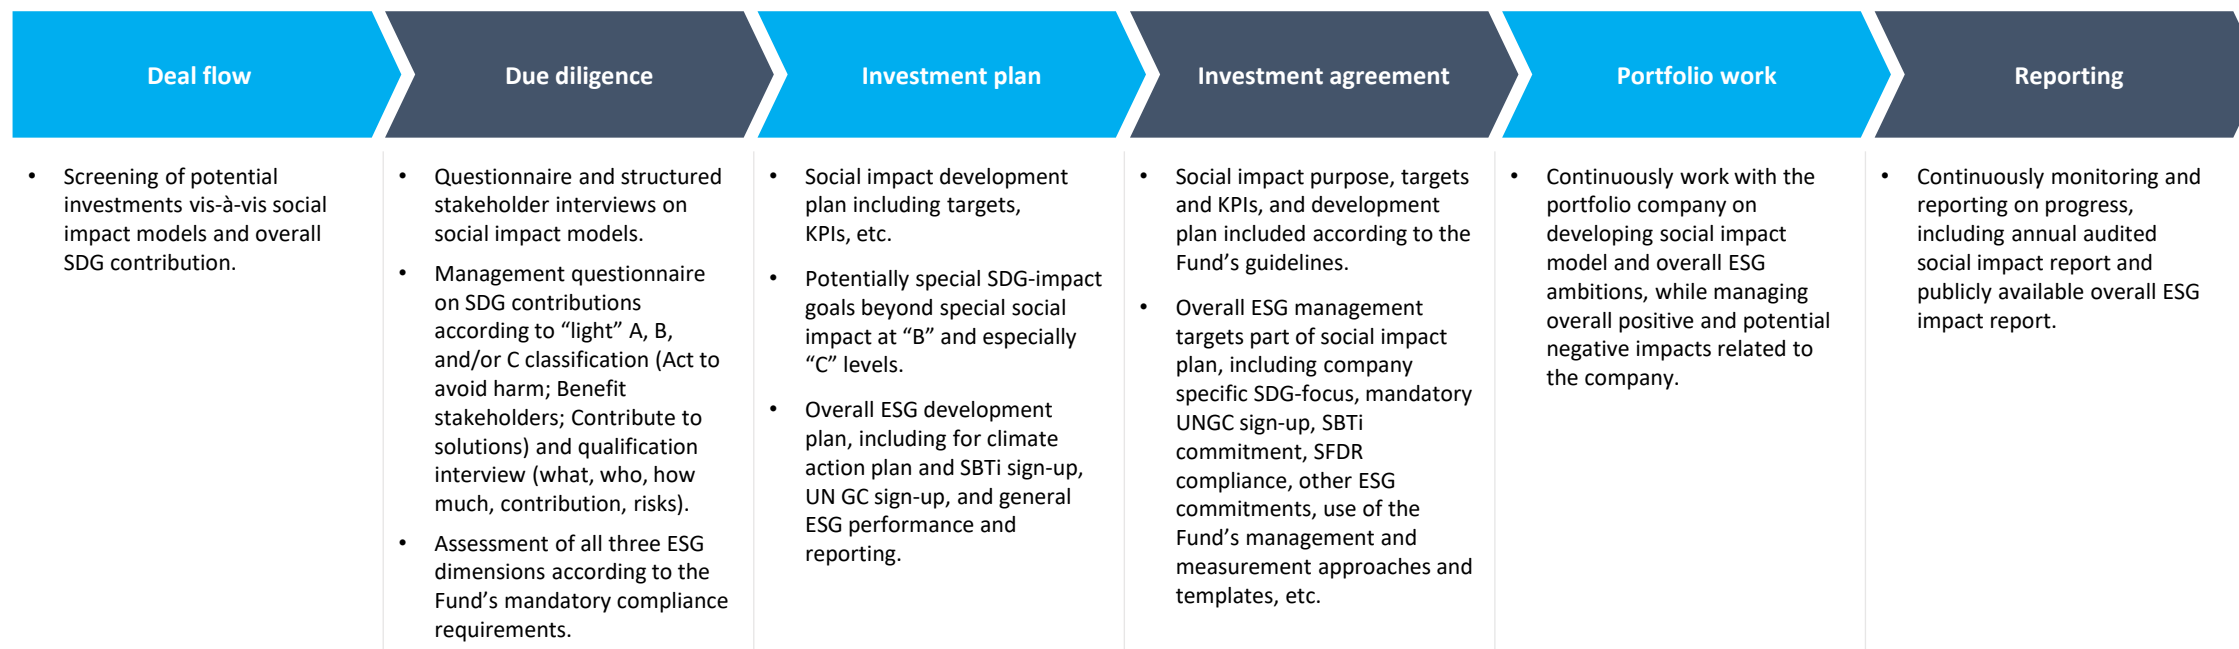 Deal flow
Due diligence
Investment plan
Investment agreement
Portfolio work
Reporting
• Screening of potential
investments vis-à-vis social
impact models and overall
SDG contribution.
• Questionnaire and structured
stakeholder interviews on
social impact models.
• Management questionnaire
on SDG contributions
according to “light” A, B,
and/or C classification (Act to
avoid harm; Benefit
stakeholders; Contribute to
solutions) and qualification
interview (what, who, how
much, contribution, risks).
• Assessment of all three ESG
dimensions according to the
Fund’s mandatory compliance
requirements.
• Social impact development
plan including targets,
KPIs, etc.
• Potentially special SDG-impact
goals beyond special social
impact at “B” and especially
“C” levels.
• Overall ESG development
plan, including for climate
action plan and SBTi sign-up,
UN GC sign-up, and general
ESG performance and
reporting.
• Social impact purpose, targets
and KPIs, and development
plan included according to the
Fund’s guidelines.
• Overall ESG management
targets part of social impact
plan, including company
specific SDG-focus, mandatory
UNGC sign-up, SBTi
commitment, SFDR
compliance, other ESG
commitments, use of the
Fund’s management and
measurement approaches and
templates, etc.
• Continuously work with the
portfolio company on
developing social impact
model and overall ESG
ambitions, while managing
overall positive and potential
negative impacts related to
the company.
• Continuously monitoring and
reporting on progress,
including annual audited
social impact report and
publicly available overall ESG
impact report.